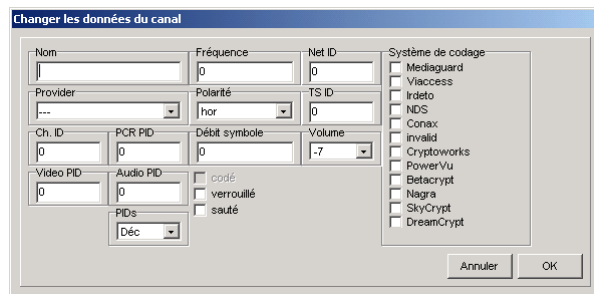 Changer les données du canal
Nom Fréquence Net ID Système de codage
0 0 Mediaguard
Viaccess
Provider Polarité TS ID Irdeto
--- hor 0 NDS
Conax
Ch. ID PCR PID Débit symbole Volume invalid
0 0 0 -7 Cryptoworks
PowerVu
Video PID Audio PID codé Betacrypt
0 0 verrouillé Nagra
sauté SkyCrypt
PIDs DreamCrypt
Déc
Annuler OK